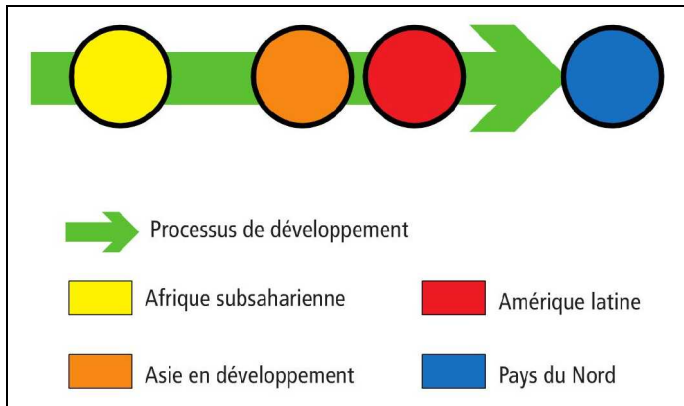 Processus de développement
Afrique subsaharienne
Amérique latine
Asie en développement
Pays du Nord